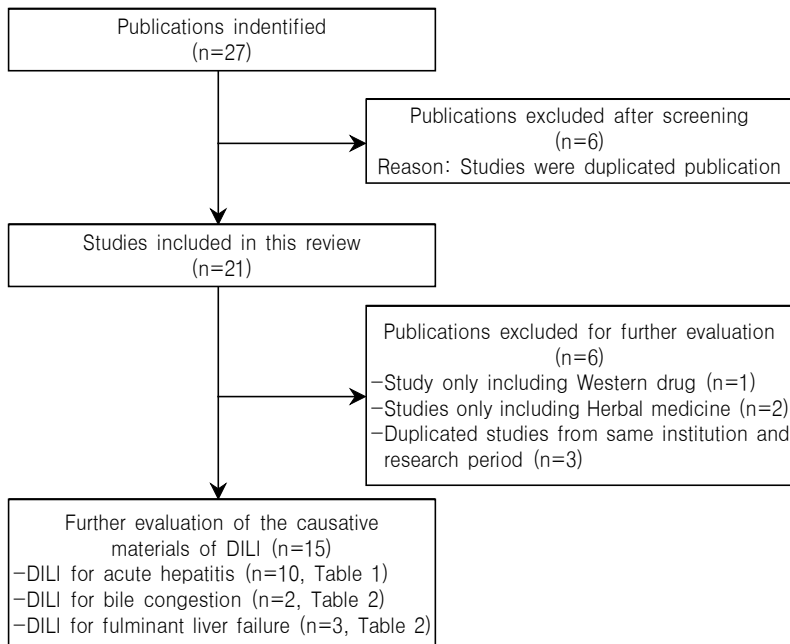 Publications indentified
(n=27)
Publications excluded after screening
(n=6)
Reason: Studies were duplicated publication
Studies included in this review
(n=21)
Publications excluded for further evaluation
(n=6)
-Study only including Western drug (n=1)
-Studies only including Herbal medicine (n=2)
-Duplicated studies from same institution and
research period (n=3)
Further evaluation of the causative
materials of DILI (n=15)
-DILI for acute hepatitis (n=10, Table 1)
-DILI for bile congestion (n=2, Table 2)
-DILI for fulminant liver failure (n=3, Table 2)